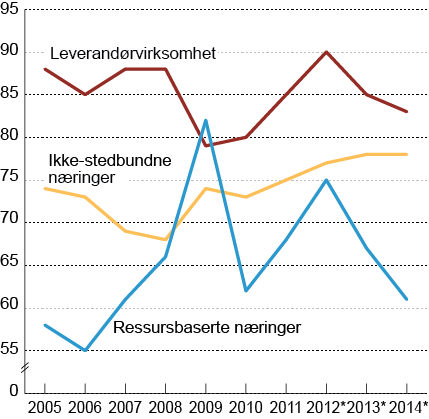 95
90
Leverandørvirksomhet
85
80
Ikke-stedbundne
næringer
75
70
65
60
Ressursbaserte næringer
55
0
2005 2006 2007 2008 2009 2010 2011 2012* 2013* 2014*